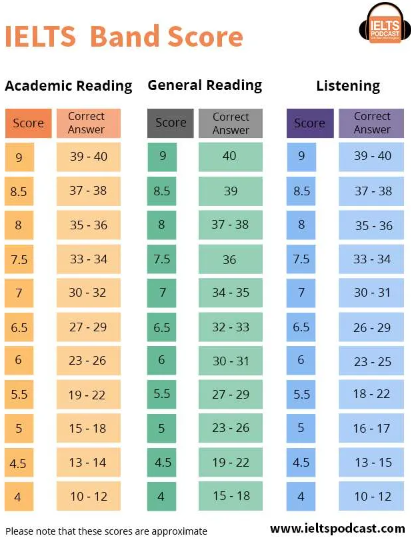 IELTS
PODCAST
IELTS Band Score
Academic Reading General Reading Listening
Score Correct Answer Score Correct Answer Score Correct Answer
9 39 - 40 9 40 9 39 - 40
8.5 37 - 38 8.5 39 8.5 37 - 38
8 35 - 36 8 37 - 38 8 35 - 36
7.5 33 - 34 7.5 36 7.5 33 - 34
7 30 - 32 7 34 - 35 7 30 - 31
6.5 27 - 29 6.5 32 - 33 6.5 26 - 29
6 23 - 26 6 30 - 31 6 23 - 25
5.5 19 - 22 5.5 27 - 29 5.5 18 - 22
5 15 - 18 5 23 - 26 5 16 - 17
4.5 13 - 14 4.5 19 - 22 4.5 13 - 15
4 10 - 12 4 15 - 18 4 10 - 12
Please note that these scores are approximate www.ieltspodcast.com